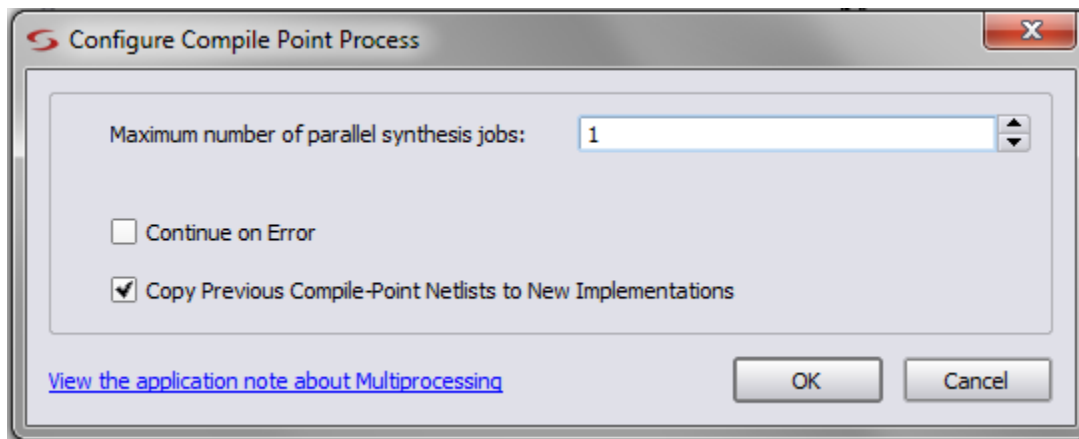 Configure Compile Point Process
Maximum number of parallel synthesis jobs: 1
Continue on Error
Copy Previous Compile-Point Netlists to New Implementations
View the application note about Multiprocessing OK Cancel